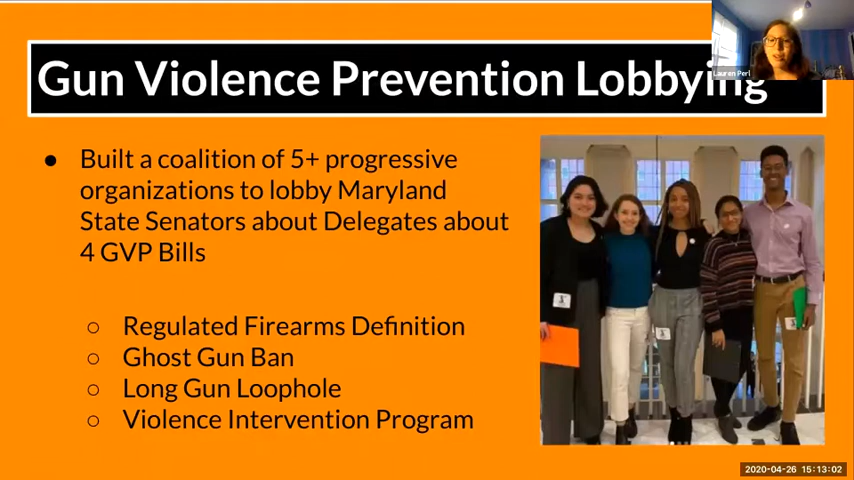 Gun Violence Prevention Lobbying
Lauren Perl
● Built a coalition of 5+ progressive
organizations to lobby Maryland
State Senators about Delegates about
4 GVP Bills
○ Regulated Firearms Definition
○ Ghost Gun Ban
○ Long Gun Loophole
○ Violence Intervention Program
2020-04-26 15:13:02